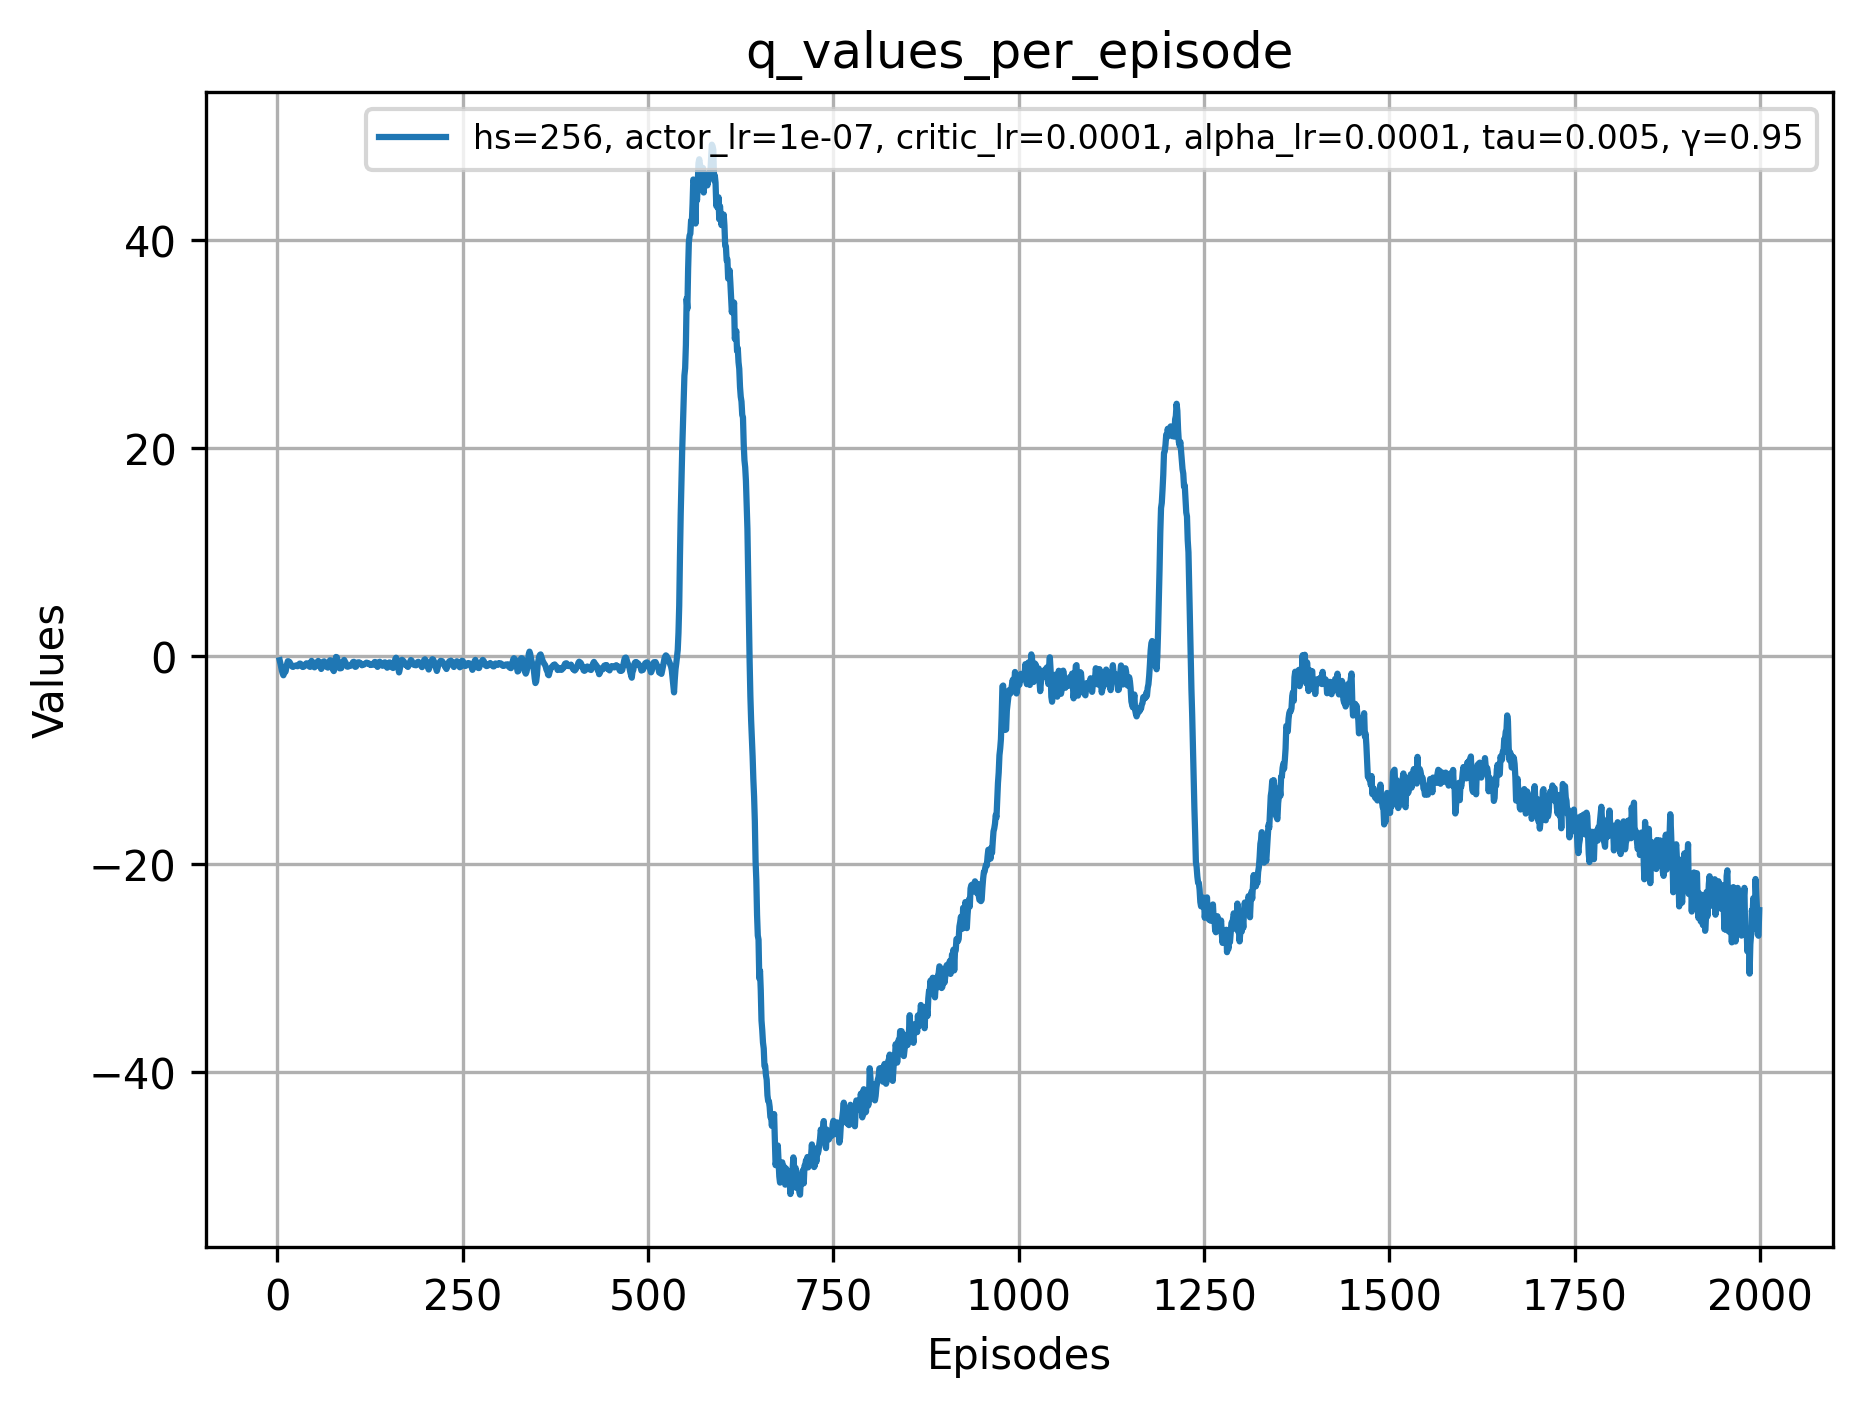 q_values_per_episode
hs=256, actor_lr=1e-07, critic_lr=0.0001, alpha_lr=0.0001, tau=0.005, γ=0.95
Values
40
20
0
−20
−40
0 250 500 750 1000 1250 1500 1750 2000
Episodes